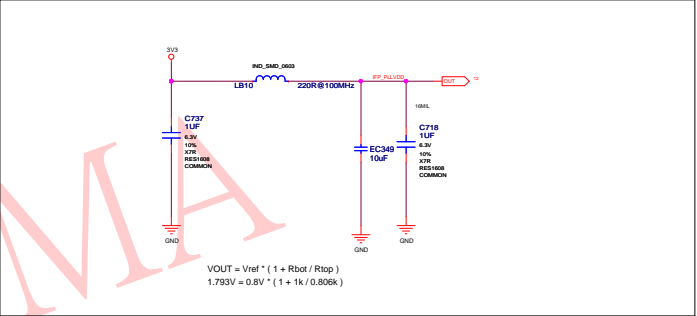 3V3
IND_SMD_0603
LB10
220R@100MHz
IFP_PLLVDD
OUT
12
16MIL
C737
1UF
6.3V
10%
X7R
RES1608
COMMON
EC349
10uF
C718
1UF
6.3V
10%
X7R
RES1608
COMMON
GND
GND
GND
VOUT = Vref * ( 1 + Rbot / Rtop )
1.793V = 0.8V * ( 1 + 1k / 0.806k )
MA